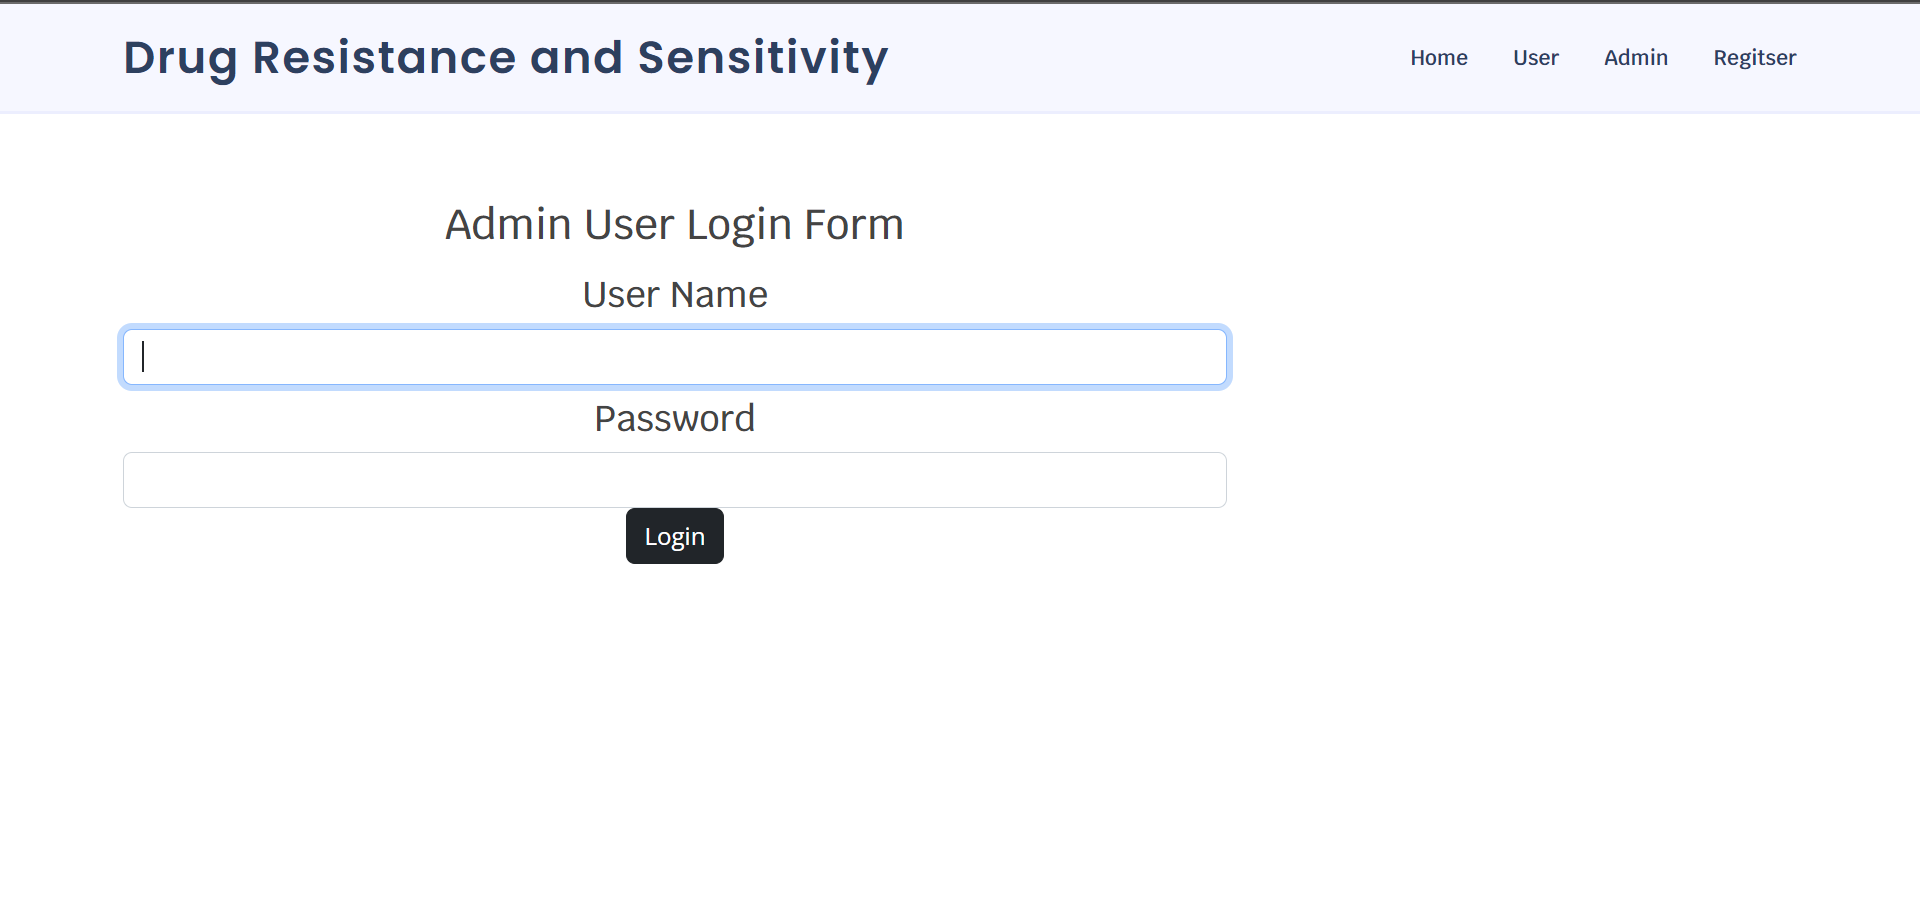 Drug Resistance and Sensitivity
Home User Admin Regitser
Admin User Login Form
User Name
Password
Login